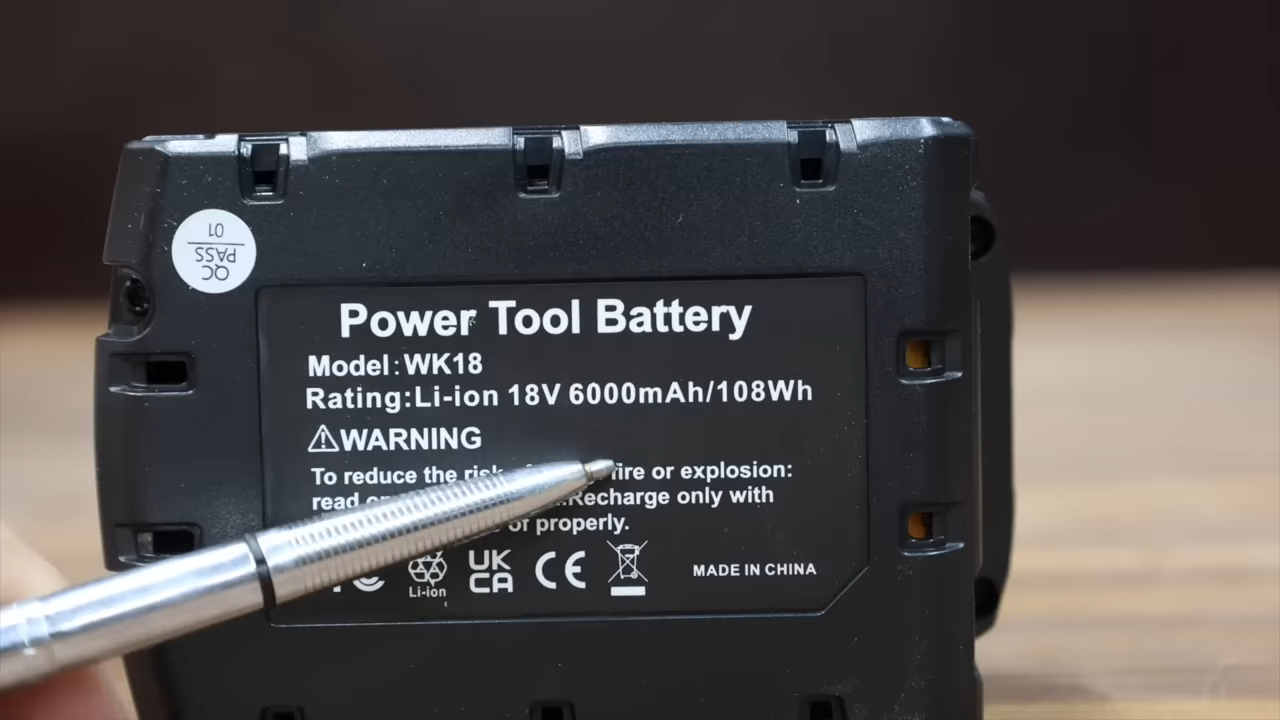 QC
PASS
01
Power Tool Battery
Model:WK18
Rating:Li-ion 18V 6000mAh/108Wh
WARNING
To reduce the risk fire or explosion:
read Recharge only with
of properly.
Li-ion
UK
CA
CE
MADE IN CHINA